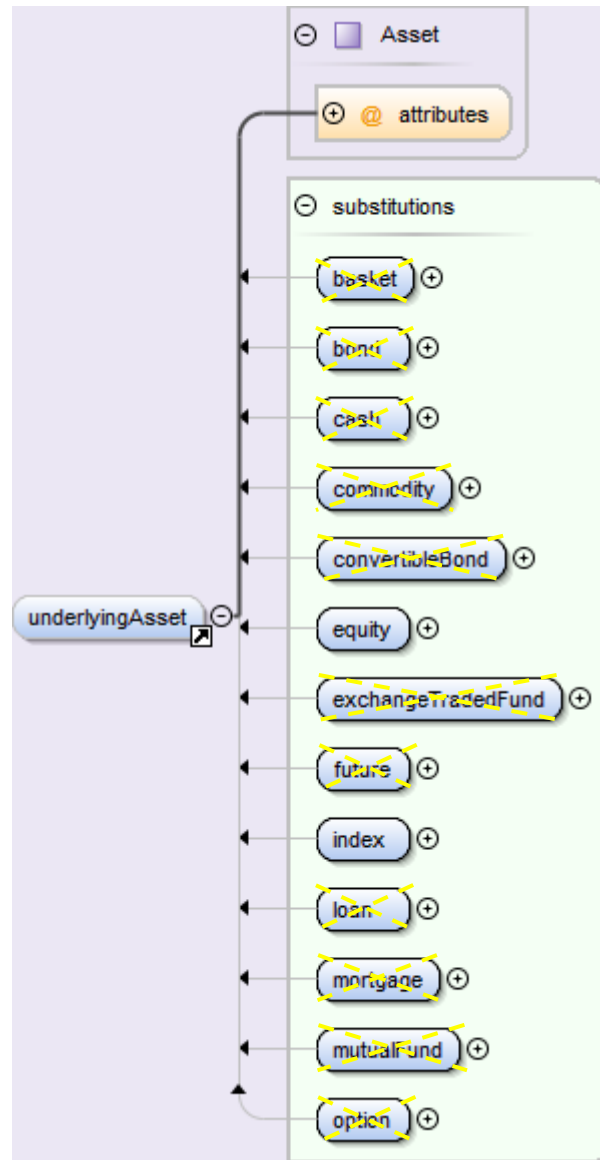 Asset
@ attributes
substitutions
basket
bond
cash
commodity
convertibleBond
underlyingAsset
equity
exchangeTradedFund
future
index
loan
mortgage
mutualFund
option